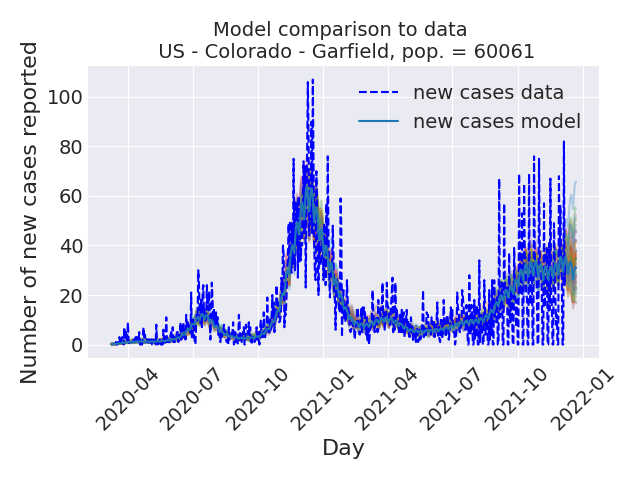 Model comparison to data
US - Colorado - Garfield, pop. = 60061
Number of new cases reported
100
80
60
40
20
0
new cases data
new cases model
2020-04
2020-07
2020-10
2021-01
2021-04
2021-07
2021-10
2022-01
Day